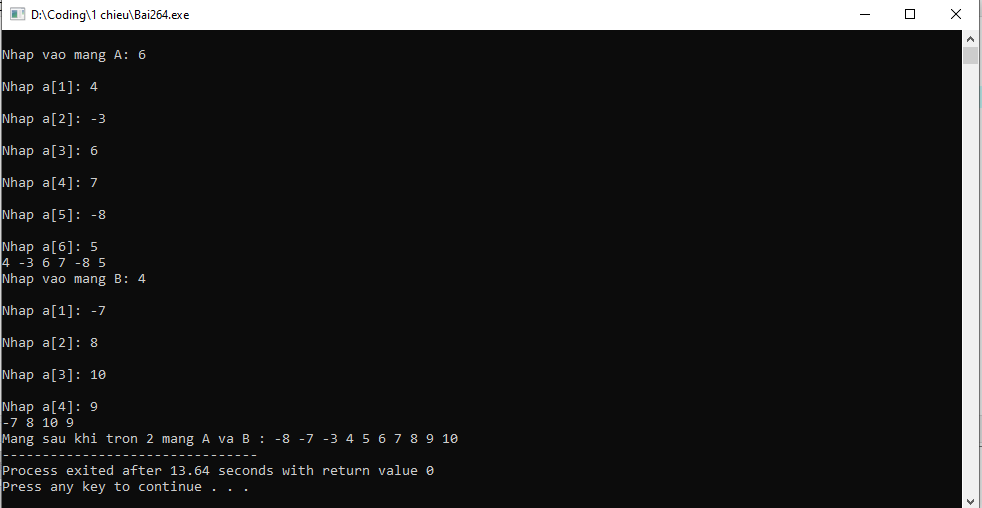 D:\Coding\1 chieu\Bai264.exe
Nhap vao mang A: 6
Nhap a[1]: 4
Nhap a[2]: -3
Nhap a[3]: 6
Nhap a[4]: 7
Nhap a[5]: -8
Nhap a[6]: 5
4 -3 6 7 -8 5
Nhap vao mang B: 4
Nhap a[1]: -7
Nhap a[2]: 8
Nhap a[3]: 10
Nhap a[4]: 9
-7 8 10 9
Mang sau khi tron 2 mang A va B : -8 -7 -3 4 5 6 7 8 9 10
--------------------------------
Process exited after 13.64 seconds with return value 0
Press any key to continue . . .